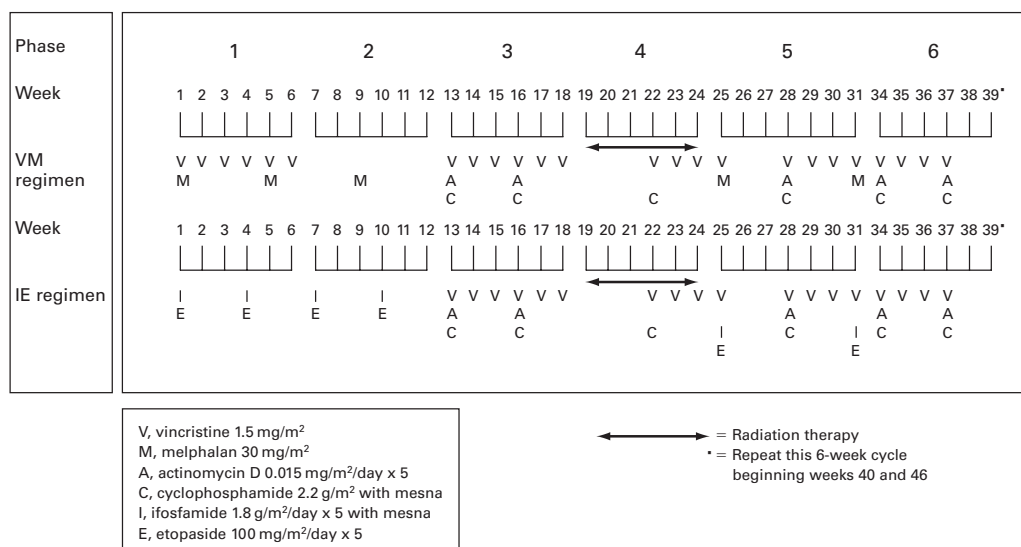 Phase 1 2 3 4 5 6
Week 1 2 3 4 5 6 7 8 9 10 11 12 13 14 15 16 17 18 19 20 21 22 23 24 25 26 27 28 29 30 31 32 33 34 35 36 37 38 39▪
VM V V V V V V V V V V V V V V V V V V V V V V V V
regimen M M M A A M A M A A
C C C C C C
Week 1 2 3 4 5 6 7 8 9 10 11 12 13 14 15 16 17 18 19 20 21 22 23 24 25 26 27 28 29 30 31 32 33 34 35 36 37 38 39▪
IE regimen I I I I V V V V V V V V V V V V V V V V V V
E E E E A A A A A
C C C I C I C C
E E
V, vincristine 1.5 mg/m²
M, melphalan 30 mg/m²
A, actinomycin D 0.015 mg/m²/day x 5
C, cyclophosphamide 2.2 g/m² with mesna
I, ifosfamide 1.8 g/m²/day x 5 with mesna
E, etopaside 100 mg/m²/day x 5
= Radiation therapy
▪ = Repeat this 6-week cycle
beginning weeks 40 and 46